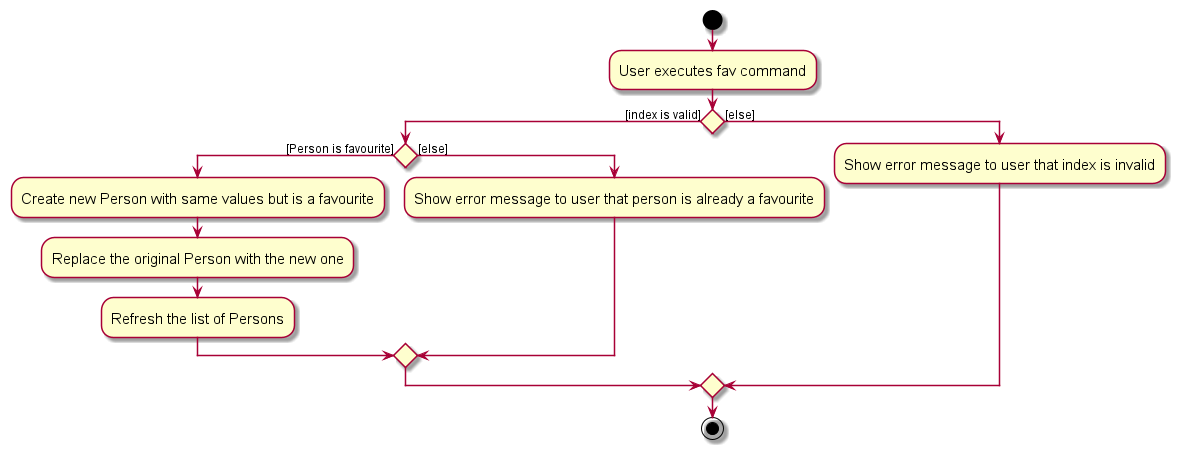 User executes fav command
[index is valid]
[else]
[Person is favourite]
[else]
Show error message to user that index is invalid
Create new Person with same values but is a favourite
Show error message to user that person is already a favourite
Replace the original Person with the new one
Refresh the list of Persons